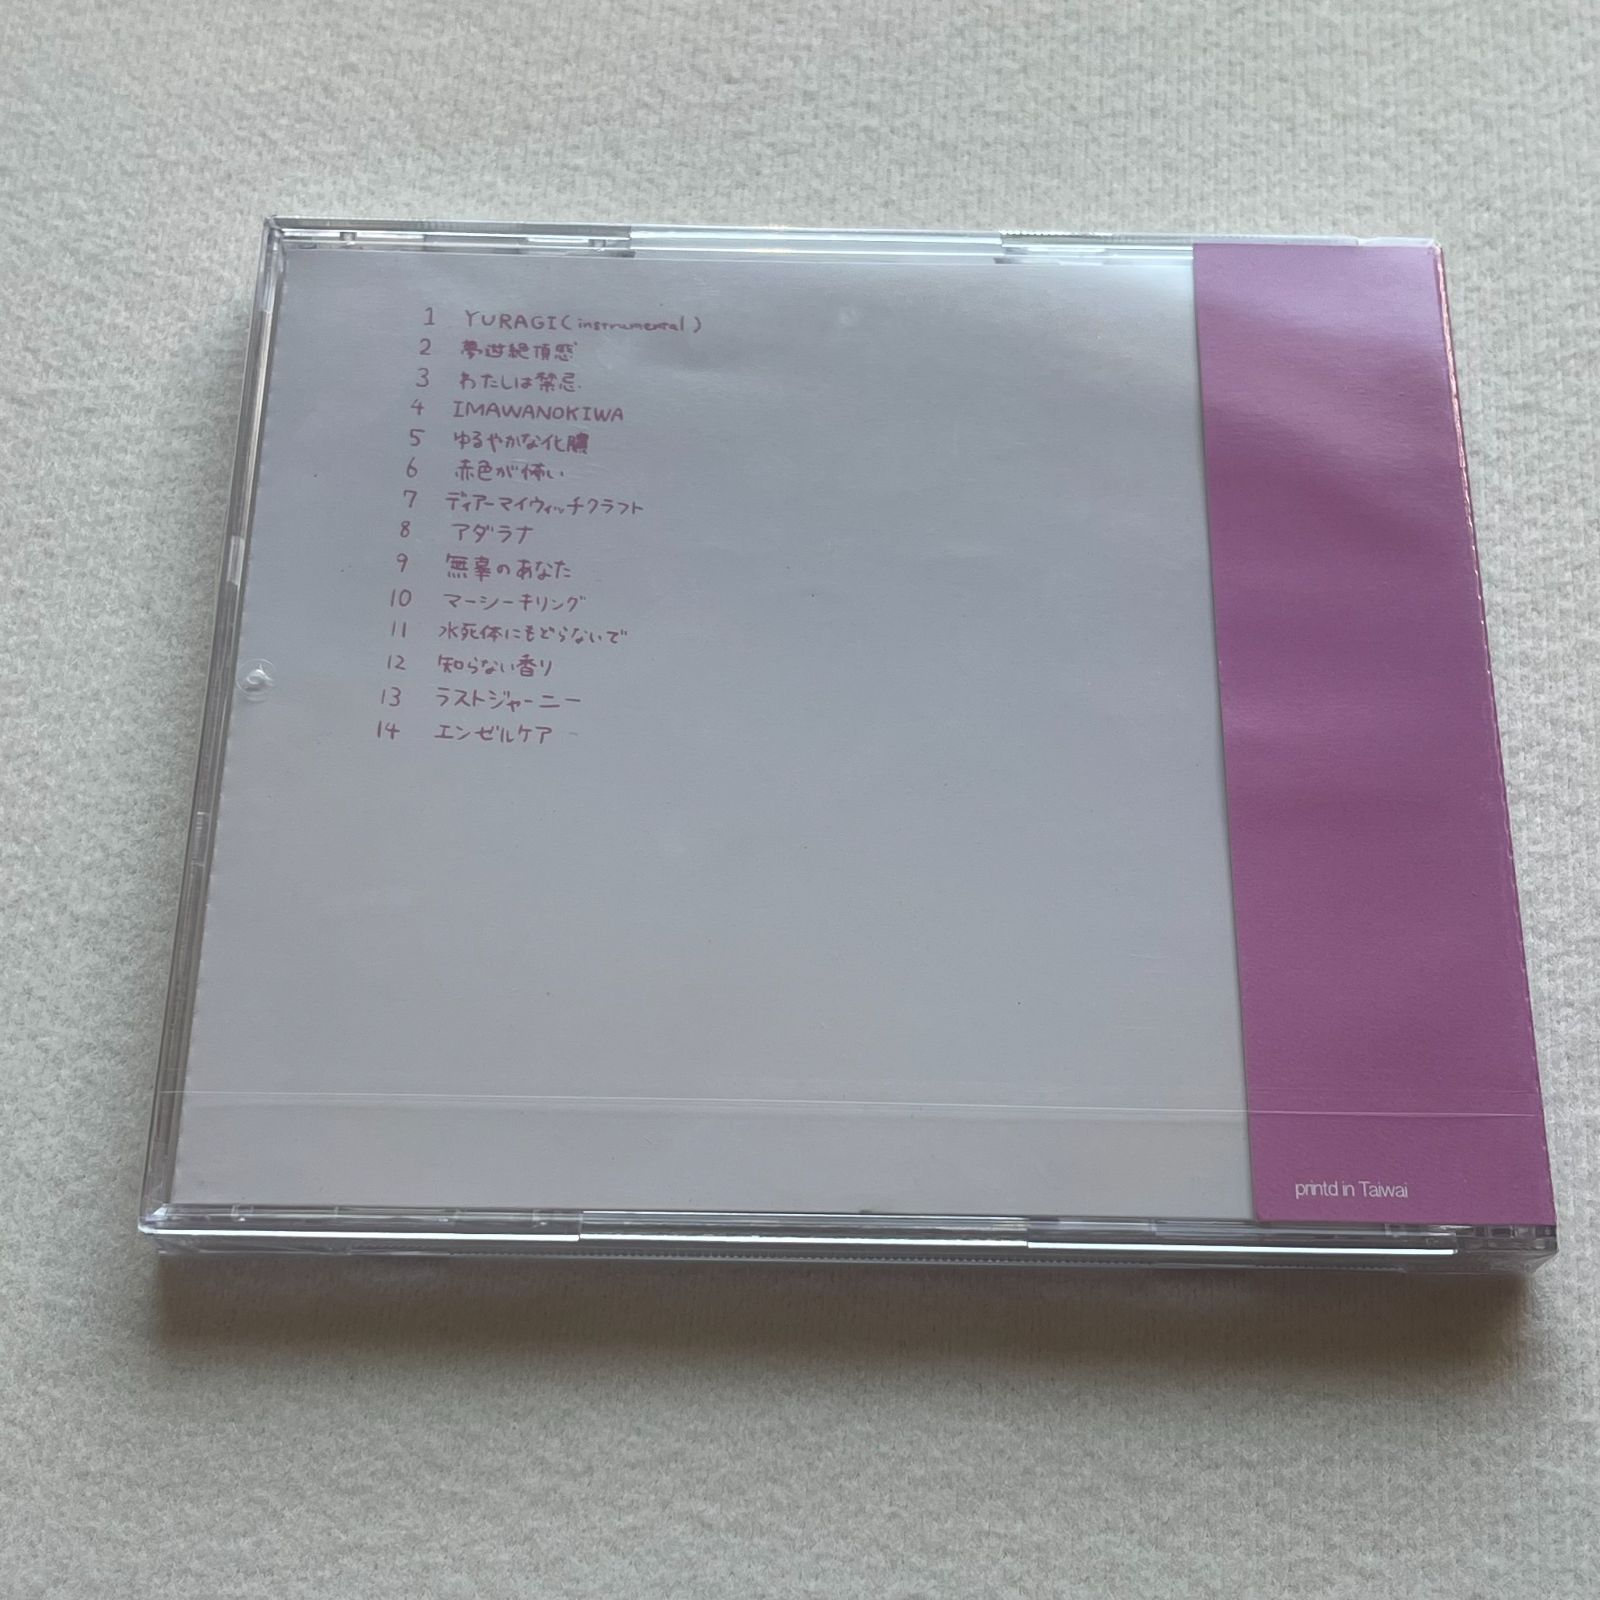 1 YURAGI(instrumental)
2 夢遊絶頂感
3 わたしは禁忌
4 IMAWANOKIWA
5 ゆるやかな化膿
6 赤色が怖い
7 ディアーマイウィッチクラフト
8 アダラナ
9 無辜のあなた
10 マーシーキリング
11 水死体にもどらないで
12 知らない香り
13 ラストジャーニー
14 エンゼルケア
printd in Taiwai